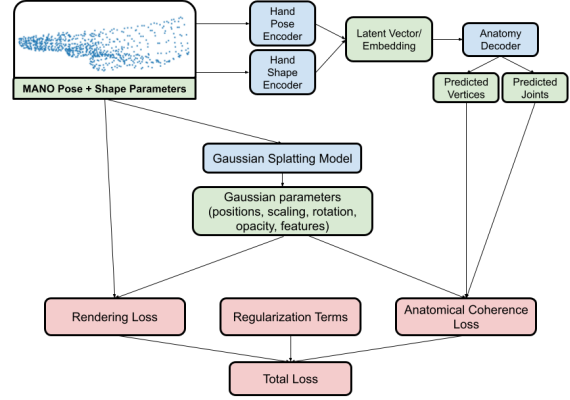 Hand
Pose
Encoder
Hand
Shape
Encoder
Latent Vector/
Embedding
Anatomy
Decoder
MANO Pose + Shape Parameters
Predicted
Vertices
Predicted
Joints
Gaussian Splatting Model
Gaussian parameters
(positions, scaling, rotation,
opacity, features)
Rendering Loss
Regularization Terms
Anatomical Coherence
Loss
Total Loss